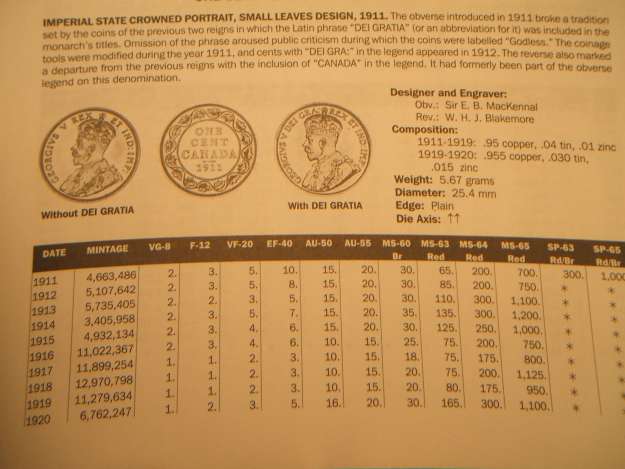 IMPERIAL STATE CROWNED PORTRAIT, SMALL LEAVES DESIGN, 1911. The obverse introduced in 1911 broke a tradition
set by the coins of the previous two reigns in which the Latin phrase "DEI GRATIA" (or an abbreviation for it) was included in the
monarch's titles. Omission of the phrase aroused public criticism during which the coins were labelled "Godless." The coinage
tools were modified during the year 1911, and cents with "DEI GRA:" in the legend appeared in 1912. The reverse also marked
a departure from the previous reigns with the inclusion of "CANADA" in the legend. It had formerly been part of the obverse
legend on this denomination.
GEORGIVS V REX ET IND:IMP:
ONE
CENT
CANADA
1911
GEORGIVS V DEI GRA: REX ET IND:IMP:
Without DEI GRATIA
With DEI GRATIA
Designer and Engraver:
Obv.: Sir E. B. MacKennal
Rev.: W. H. J. Blakemore
Composition:
1911-1919: .95 copper, .04 tin, .01 zinc
1919-1920: .955 copper, .030 tin,
.015 zinc
Weight: 5.67 grams
Diameter: 25.4 mm
Edge: Plain
Die Axis: ↑↑
DATE MINTAGE VG-8 F-12 VF-20 EF-40 AU-50 AU-55 MS-60 MS-63 MS-64 MS-65 SP-63 SP-65
Br Red Red Red Rd/Br Rd/Br
1911 4,663,486 2. 3. 5. 10. 15. 20. 30. 65. 200. 700. 300. 1,000
1912 5,107,642 2. 3. 5. 8. 15. 20. 30. 85. 200. 750. * *
1913 5,735,405 2. 2. 3. 5. 15. 20. 30. 110. 300. 1,100. * *
1914 3,405,958 2. 3. 5. 7. 15. 20. 35. 135. 300. 1,200. * *
1915 4,932,134 2. 3. 4. 6. 15. 20. 30. 125. 250. 1,000. * *
1916 11,022,367 2. 3. 4. 6. 10. 15. 25. 75. 200. 750. * *
1917 11,899,254 1. 1. 2. 3. 10. 15. 18. 75. 175. 800. * *
1918 12,970,798 1. 1. 2. 3. 10. 15. 20. 75. 200. 1,125. * *
1919 11,279,634 1. 1. 2. 3. 10. 15. 20. 80. 175. 950. * *
1920 6,762,247 1. 2. 3. 5. 16. 20. 30. 165. 300. 1,100. * *